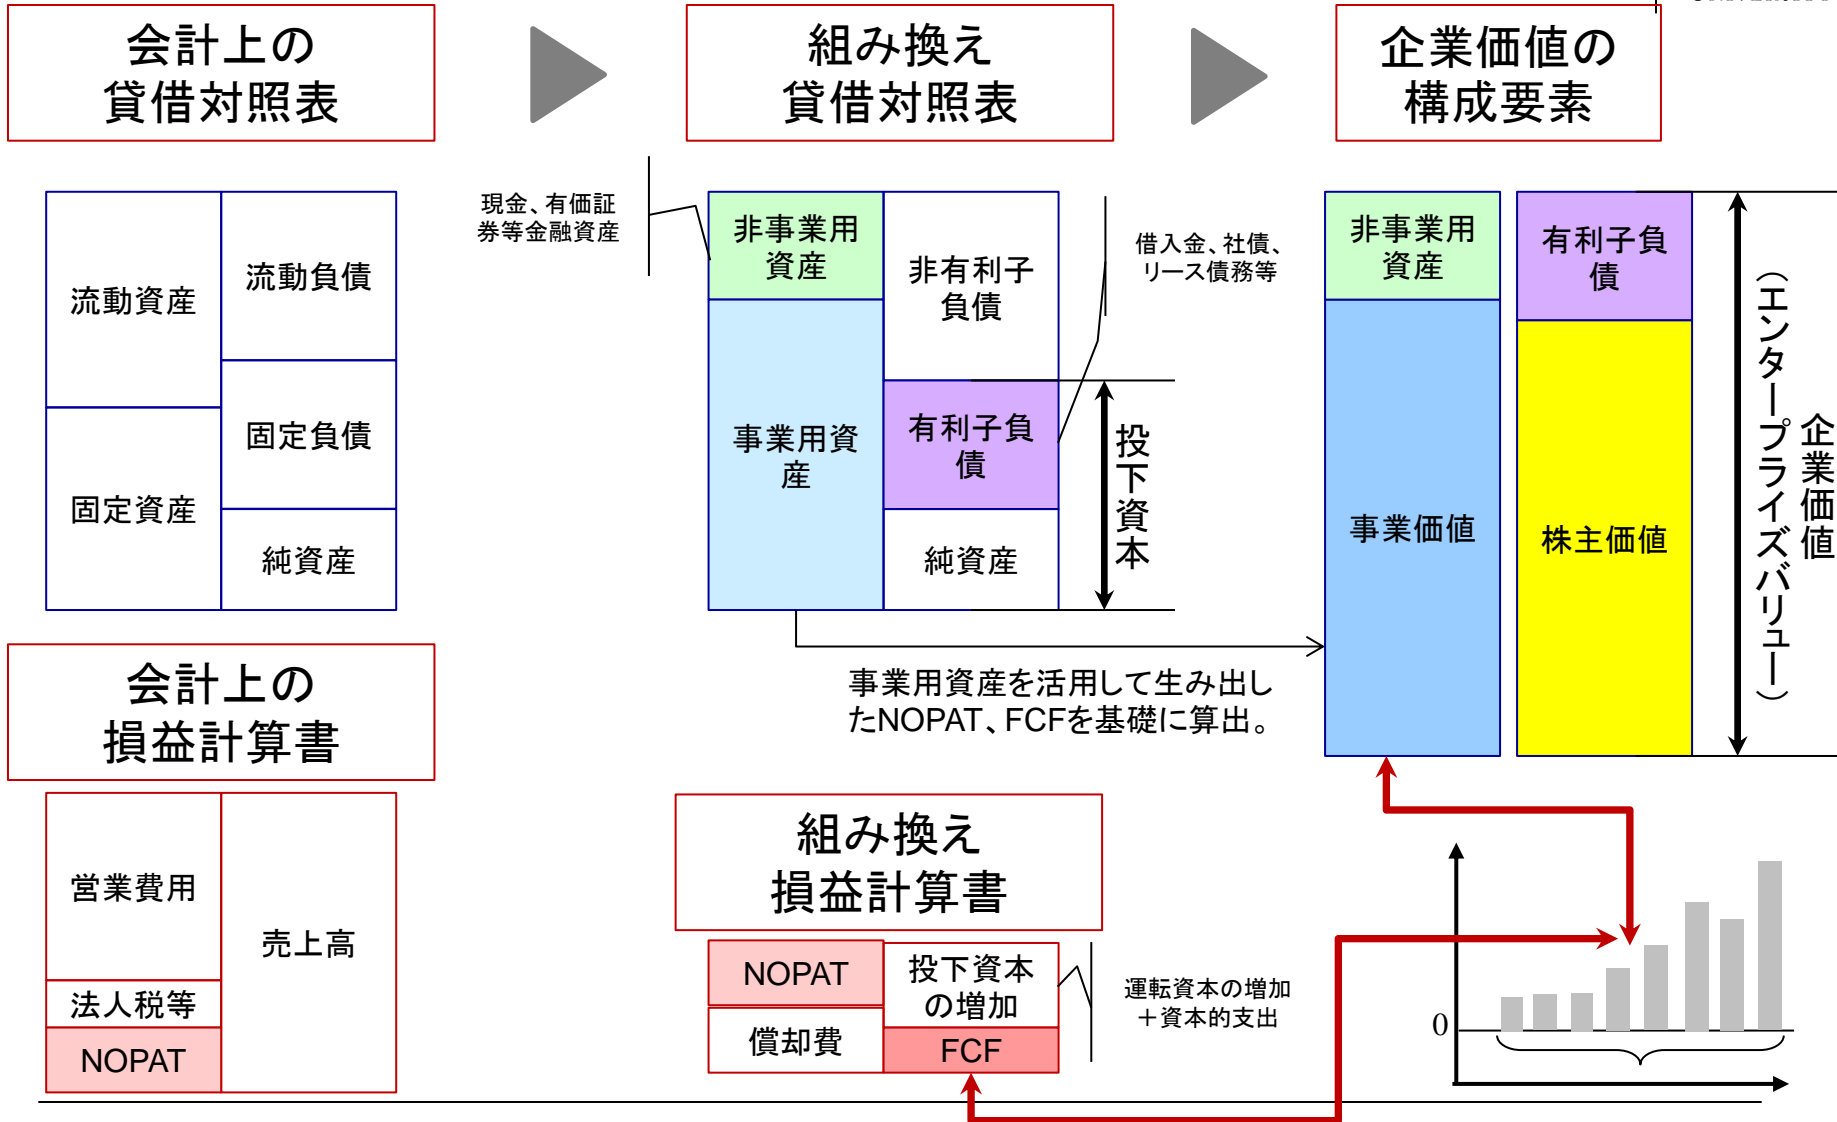 会計上の
貸借対照表
組み換え
貸借対照表
企業価値の
構成要素
流動資産
固定資産
流動負債
固定負債
純資産
現金、有価証
券等金融資産
非事業用
資産
事業用資
産
非有利子
負債
有利子負
債
純資産
借入金、社債、
リース債務等
投下資本
非事業用
資産
事業価値
有利子負
債
株主価値
企業価値
（エンタープライズバリュー）
事業用資産を活用して生み出し
たNOPAT、FCFを基礎に算出。
会計上の
損益計算書
営業費用
法人税等
NOPAT
売上高
組み換え
損益計算書
NOPAT
償却費
投下資本
の増加
FCF
運転資本の増加
＋資本的支出
0